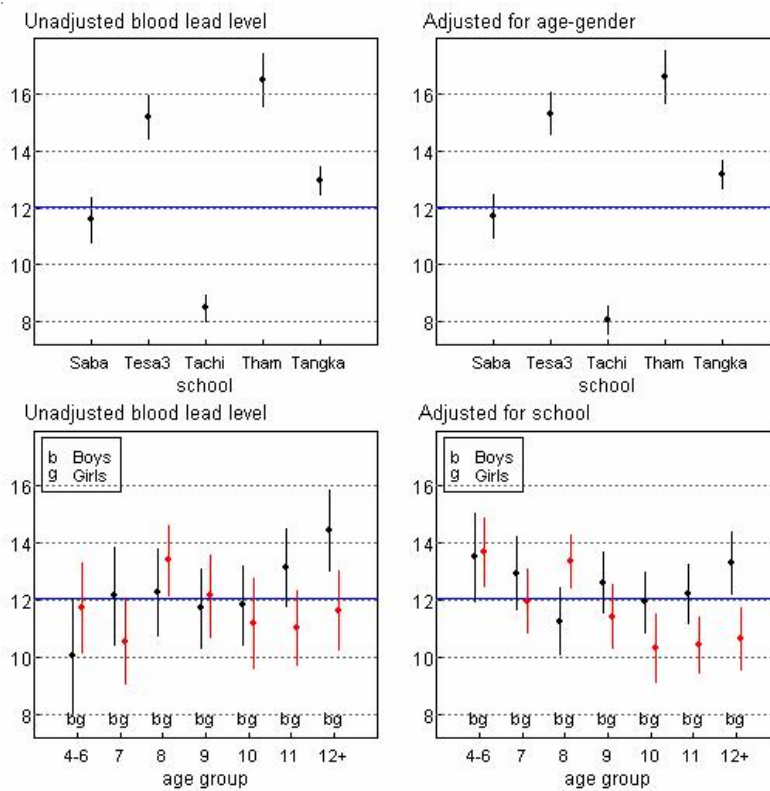 Unadjusted blood lead level
16
14
12
10
8
Saba Tesa3 Tachi Tham Tangka
school
Adjusted for age-gender
16
14
12
10
8
Saba Tesa3 Tachi Tham Tangka
school
Unadjusted blood lead level
b Boys
g Girls
16
14
12
10
8
bg bg bg bg bg bg bg
4-6 7 8 9 10 11 12+
age group
Adjusted for school
b Boys
g Girls
16
14
12
10
8
bg bg bg bg bg bg bg
4-6 7 8 9 10 11 12+
age group